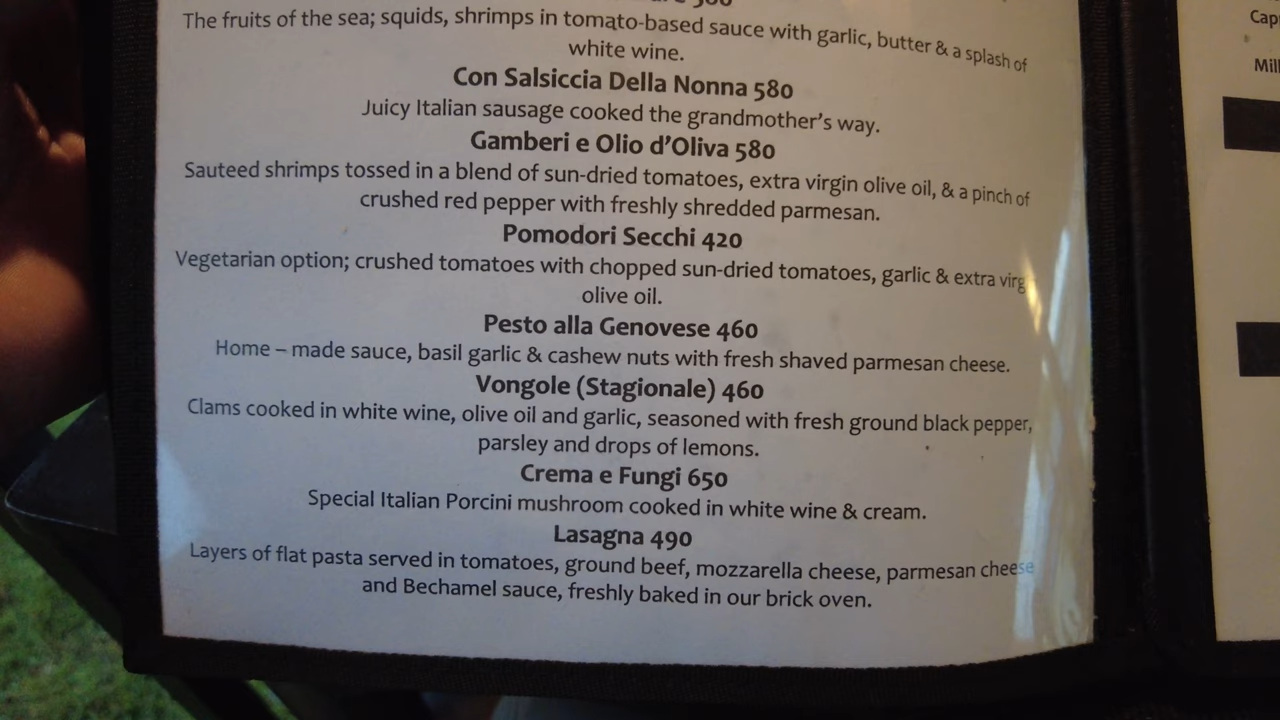 The fruits of the sea; squids, shrimps in tomato-based sauce with garlic, butter & a splash of
white wine.
Con Salsiccia Della Nonna 580
Juicy Italian sausage cooked the grandmother's way.
Gamberi e Olio d'Oliva 580
Sauteed shrimps tossed in a blend of sun-dried tomatoes, extra virgin olive oil, & a pinch of
crushed red pepper with freshly shredded parmesan.
Pomodori Secchi 420
Vegetarian option; crushed tomatoes with chopped sun-dried tomatoes, garlic & extra virg
olive oil.
Pesto alla Genovese 460
Home – made sauce, basil garlic & cashew nuts with fresh shaved parmesan cheese.
Vongole (Stagionale) 460
Clams cooked in white wine, olive oil and garlic, seasoned with fresh ground black pepper,
parsley and drops of lemons.
Crema e Fungi 650
Special Italian Porcini mushroom cooked in white wine & cream.
Lasagna 490
Layers of flat pasta served in tomatoes, ground beef, mozzarella cheese, parmesan cheese
and Bechamel sauce, freshly baked in our brick oven.
Cap
Mil